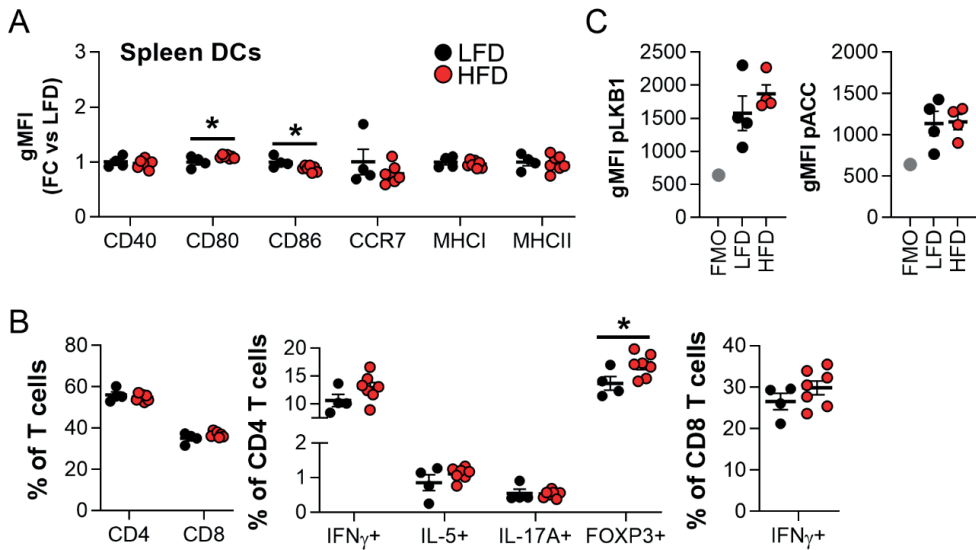 A
Spleen DCs
LFD
HFD
gMFI
(FC vs LFD)
3
2
1
0
*
*
CD40 CD80 CD86 CCR7 MHCI MHCII
C
gMFI pLKB1
2500
2000
1500
1000
500
0
FMO
LFD
HFD
gMFI pACC
2000
1500
1000
500
0
FMO
LFD
HFD
B
% of T cells
80
60
40
20
0
CD4 CD8
% of CD4 T cells
20
15
10
2
1
0
*
IFNγ+ IL-5+ IL-17A+ FOXP3+
% of CD8 T cells
40
30
20
10
0
IFNγ+